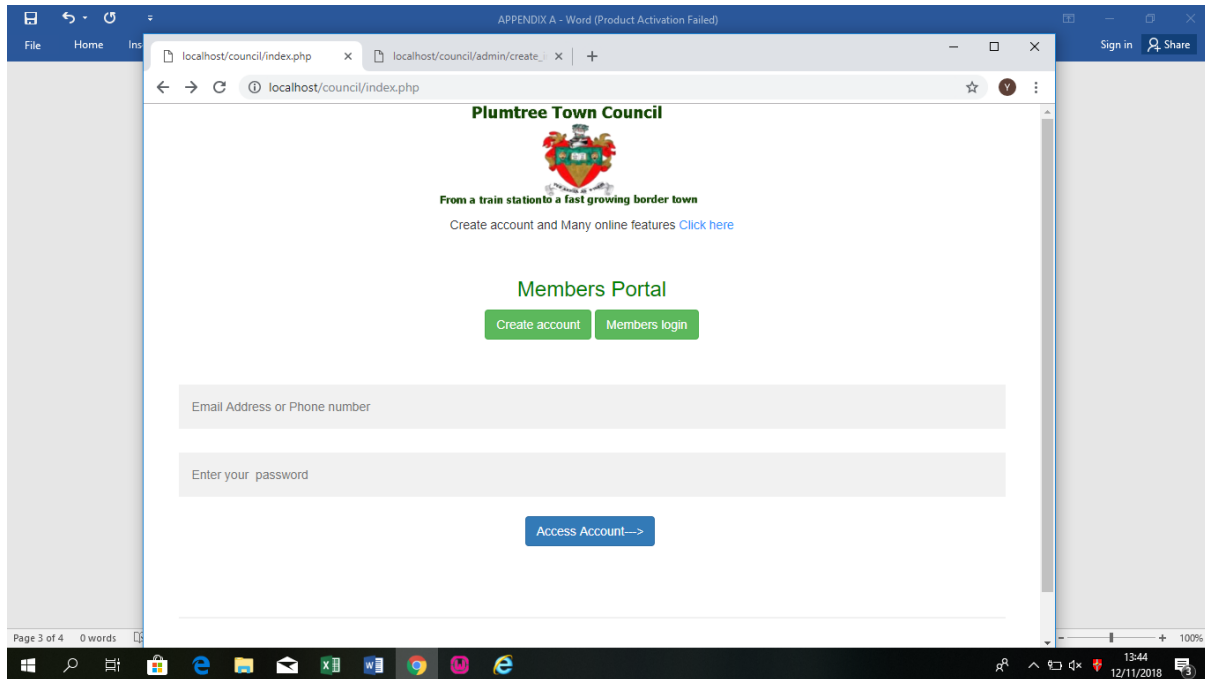 APPENDIX A - Word (Product Activation Failed)
File Home Ins
Sign in Share
localhost/council/index.php
localhost/council/admin/create_
localhost/council/index.php
Y
Plumtree Town Council
From a train stationto a fast growing border town
Create account and Many online features Click here
Members Portal
Create account Members login
Email Address or Phone number
Enter your password
Access Account--->
Page 3 of 4 0 words
100%
13:44
12/11/2018
3